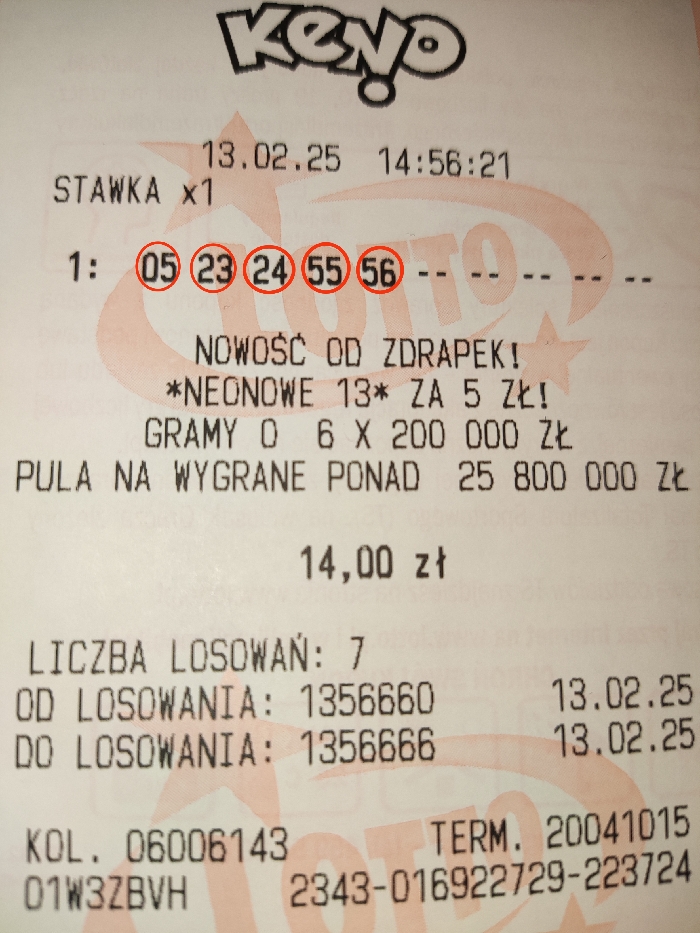 KENO
13.02.25 14:56:21
STAWKA x1
1: 05 23 24 55 56 -- -- -- -- --
LOTTO
NOWOŚĆ OD ZDRAPEK!
*NEONOWE 13* ZA 5 ZŁ!
GRAMY O 6 X 200 000 ZŁ
PULA NA WYGRANE PONAD 25 800 000 ZŁ
14,00 zł
LICZBA LOSOWAŃ: 7
OD LOSOWANIA: 1356660 13.02.25
DO LOSOWANIA: 1356666 13.02.25
LOTTO
KOL. 06006143 TERM. 20041015
01W3ZBVH 2343-016922729-223724